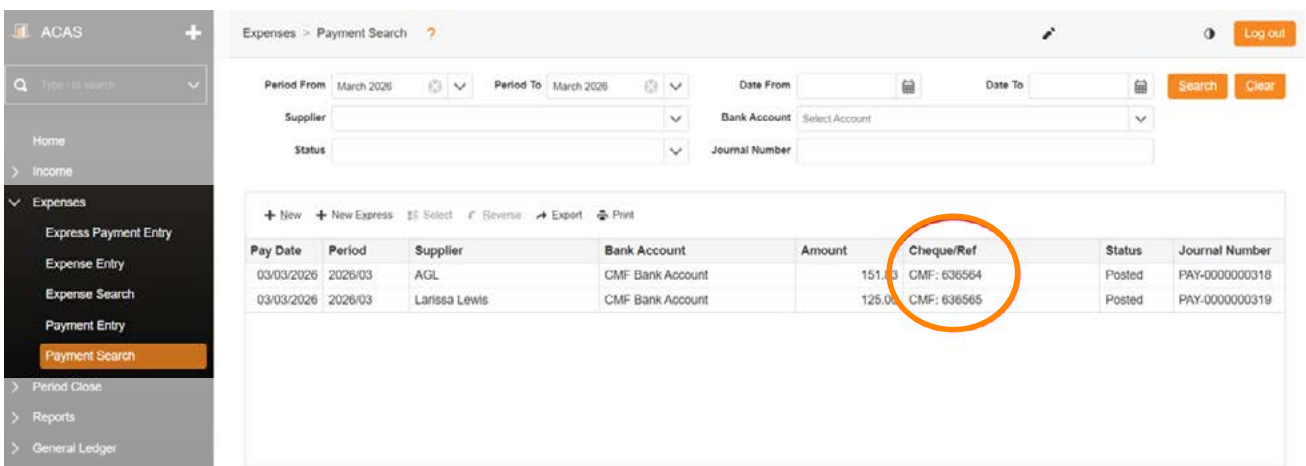 ACAS
Expenses > Payment Search ?
Log out
Type / to search
Period From March 2026 Period To March 2026 Date From Date To Search Clear
Supplier Bank Account Select Account
Status Journal Number
Home
Income
Expenses
Express Payment Entry
Expense Entry
Expense Search
Payment Entry
Payment Search
Period Close
Reports
General Ledger
New New Express Select Reverse Export Print
Pay Date Period Supplier Bank Account Amount Cheque/Ref Status Journal Number
03/03/2026 2026/03 AGL CMF Bank Account CMF: 636564 Posted PAY-0000000318
03/03/2026 2026/03 Larissa Lewis CMF Bank Account 125.00 CMF: 636565 Posted PAY-0000000319